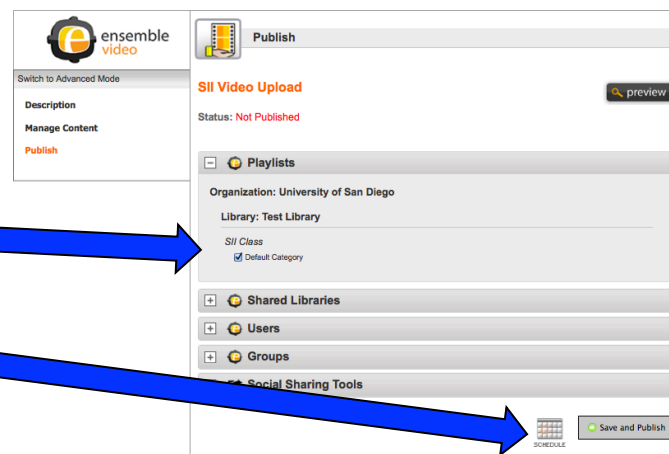 ensemble
video
Publish
Switch to Advanced Mode
Description
Manage Content
Publish
SII Video Upload
preview
Status: Not Published
Playlists
Organization: University of San Diego
Library: Test Library
SII Class
Default Category
Shared Libraries
Users
Groups
Social Sharing Tools
SCHEDULE
Save and Publish